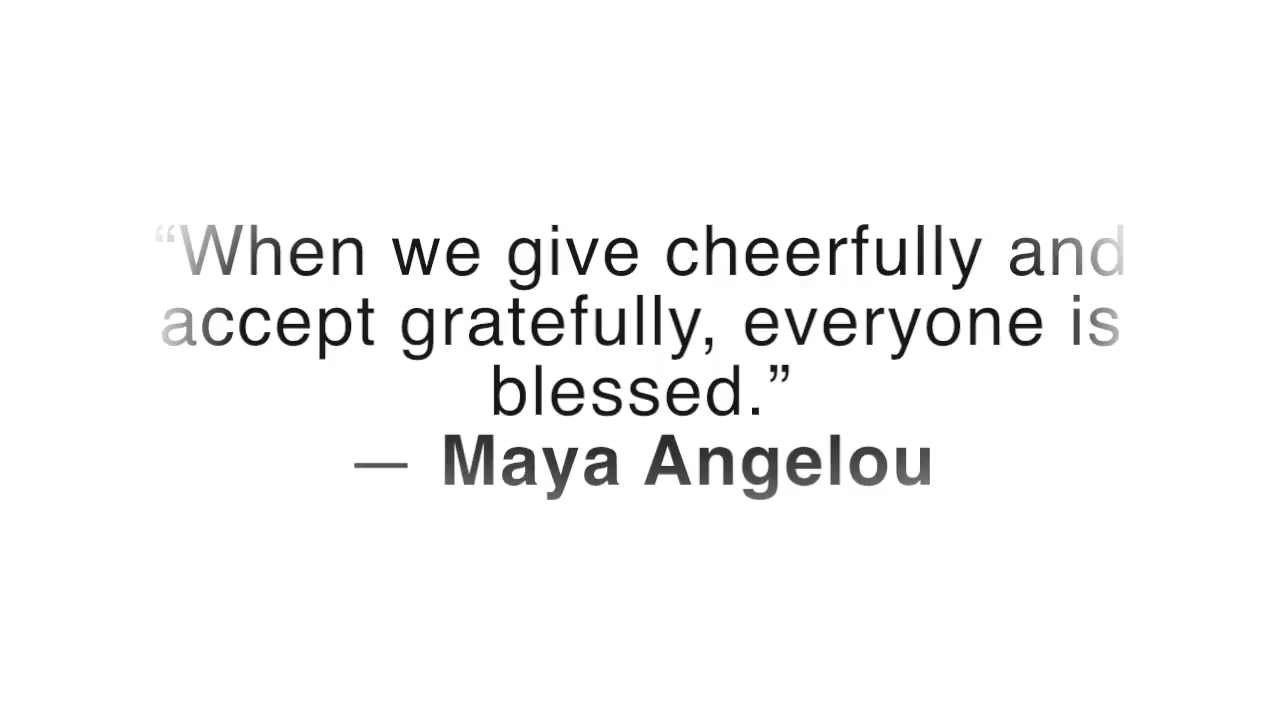 “When we give cheerfully and
accept gratefully, everyone is
blessed.”
— Maya Angelou